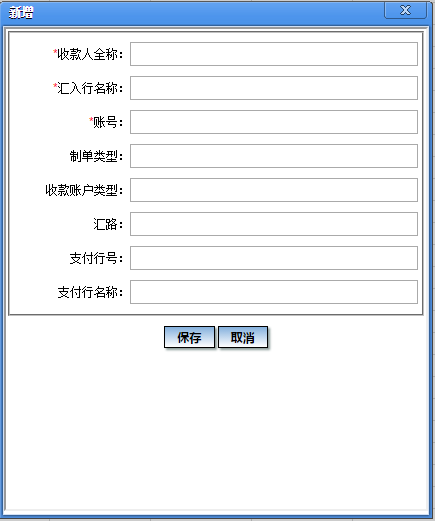 新增
*收款人全称：
*汇入行名称：
*账号：
制单类型：
收款账户类型：
汇路：
支付行号：
支付行名称：
保存 取消